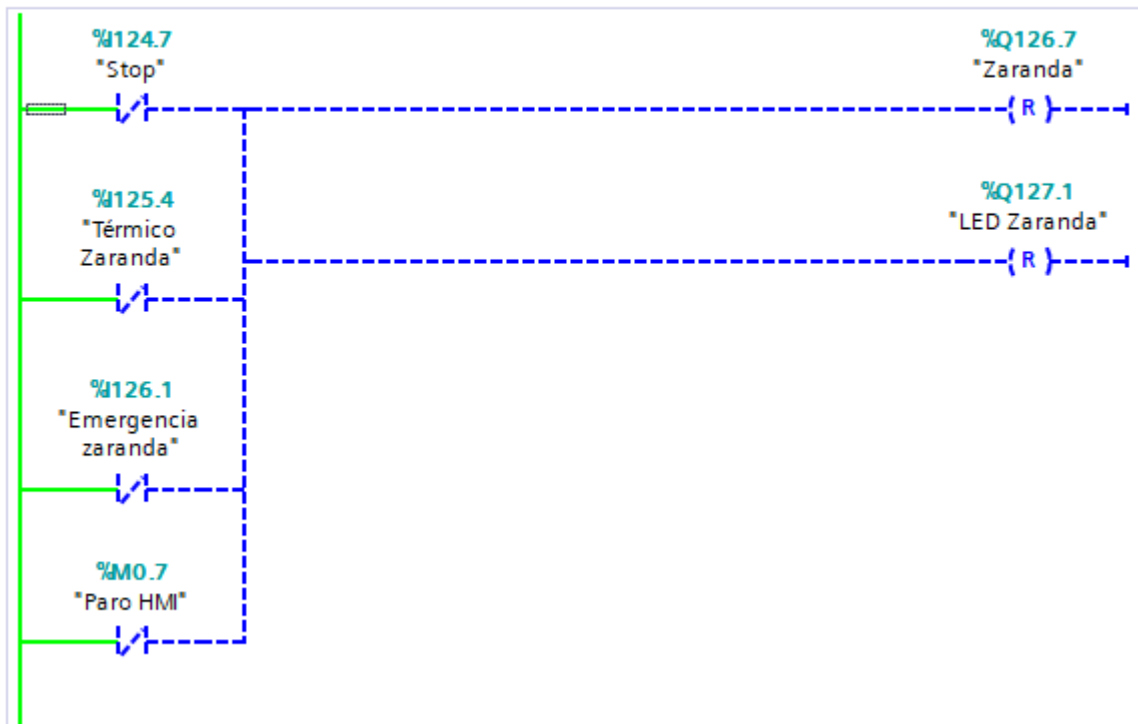 %I124.7
"Stop"
%Q126.7
"Zaranda"
R
%I125.4
"Térmico
Zaranda"
%Q127.1
"LED Zaranda"
R
%I126.1
"Emergencia
zaranda"
%M0.7
"Paro HMI"